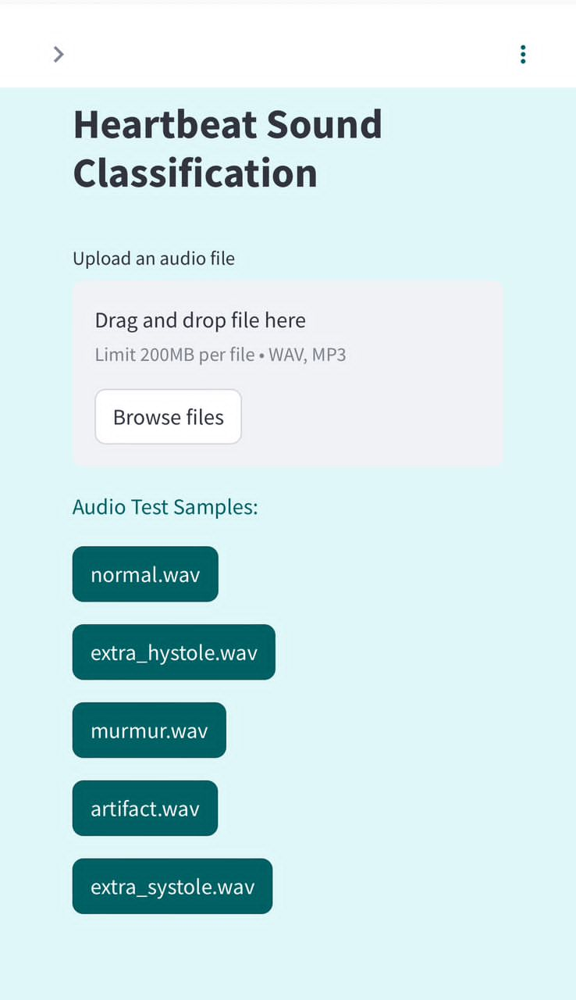 Heartbeat Sound
Classification
Upload an audio file
Drag and drop file here
Limit 200MB per file • WAV, MP3
Browse files
Audio Test Samples:
normal.wav
extra_hystole.wav
murmur.wav
artifact.wav
extra_systole.wav